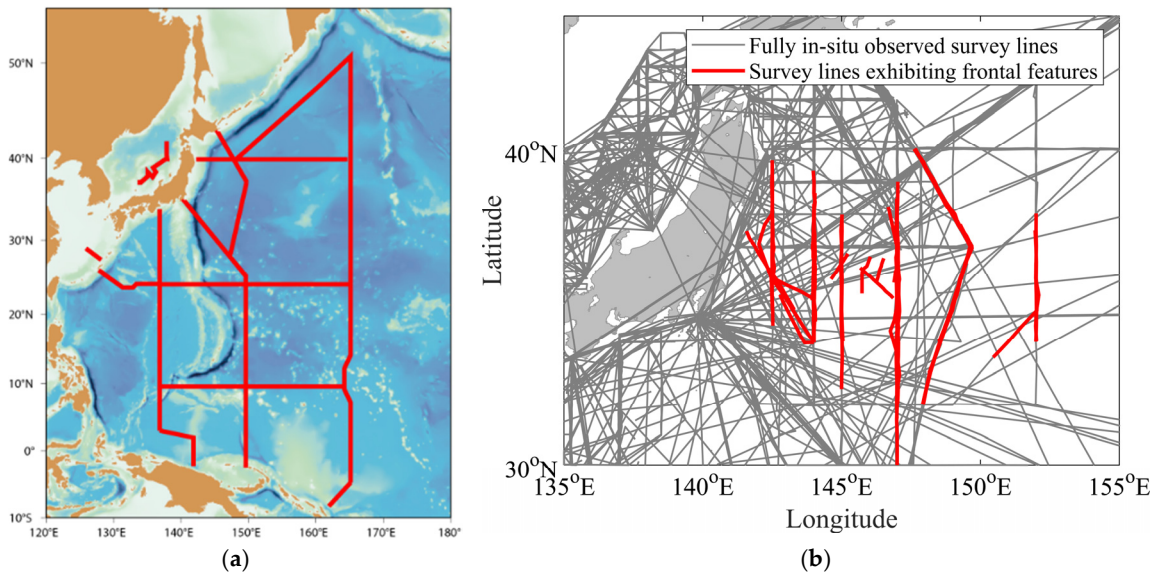 50°N
40°N
30°N
20°N
10°N
0°
10°S
120°E 130°E 140°E 150°E 160°E 170°E 180°
(a)
Fully in-situ observed survey lines
Survey lines exhibiting frontal features
40°N
30°N
Latitude
135°E 140°E 145°E 150°E 155°E
Longitude
(b)